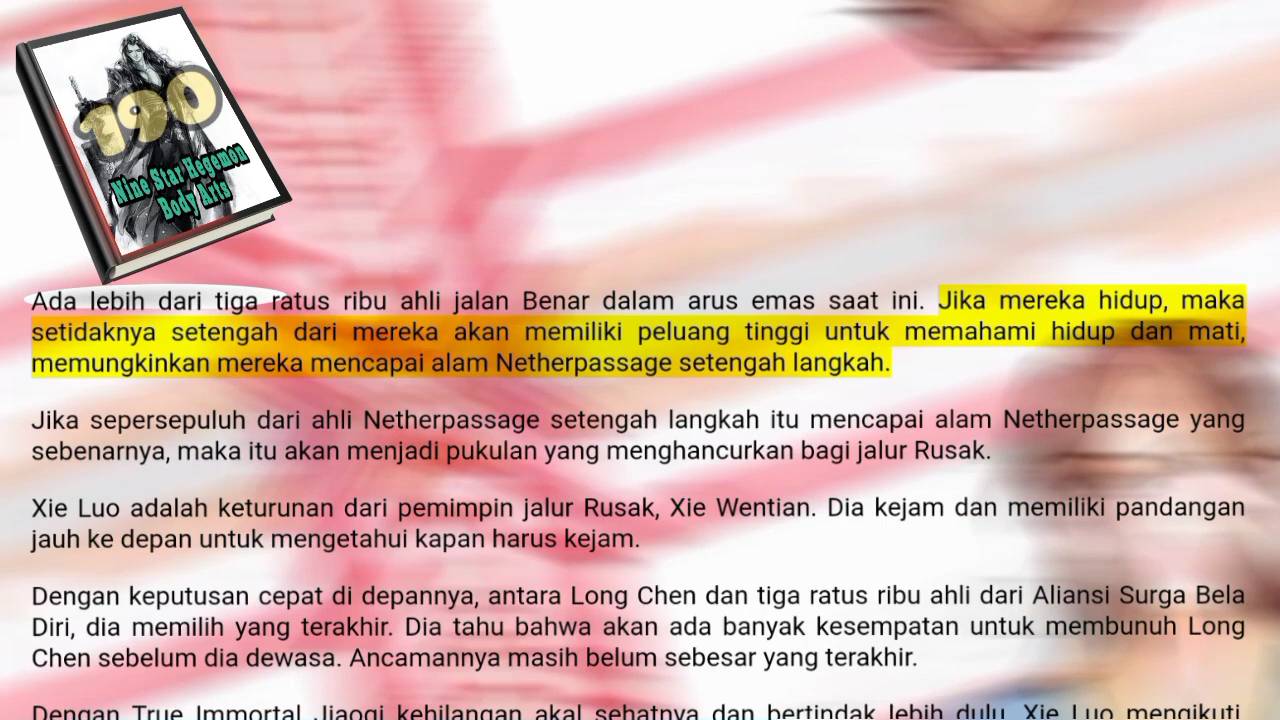 190
Nine Star Hegemon
Body Arts
Ada lebih dari tiga ratus ribu ahli jalan Benar dalam arus emas saat ini. Jika mereka hidup, maka
setidaknya setengah dari mereka akan memiliki peluang tinggi untuk memahami hidup dan mati,
memungkinkan mereka mencapai alam Netherpassage setengah langkah.
Jika sepersepuluh dari ahli Netherpassage setengah langkah itu mencapai alam Netherpassage yang
sebenarnya, maka itu akan menjadi pukulan yang menghancurkan bagi jalur Rusak.
Xie Luo adalah keturunan dari pemimpin jalur Rusak, Xie Wentian. Dia kejam dan memiliki pandangan
jauh ke depan untuk mengetahui kapan harus kejam.
Dengan keputusan cepat di depannya, antara Long Chen dan tiga ratus ribu ahli dari Aliansi Surga Bela
Diri, dia memilih yang terakhir. Dia tahu bahwa akan ada banyak kesempatan untuk membunuh Long
Chen sebelum dia dewasa. Ancamannya masih belum sebesar yang terakhir.
Dengan True Immortal Jiaoqi kehilangan akal sehatnya dan bertindak lebih dulu, Xie Luo mengikuti,